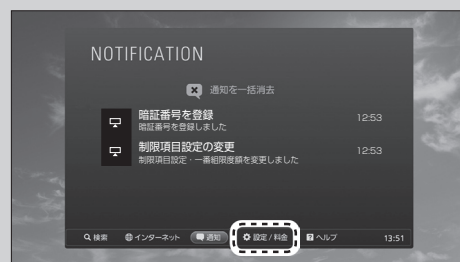 NOTIFICATION
通知を一括消去
暗証番号を登録 12:53
暗証番号を登録しました
制限項目設定の変更 12:53
制限項目設定・一番組限度額を変更しました
検索 インターネット 通知 設定 / 料金 ? ヘルプ 13:51